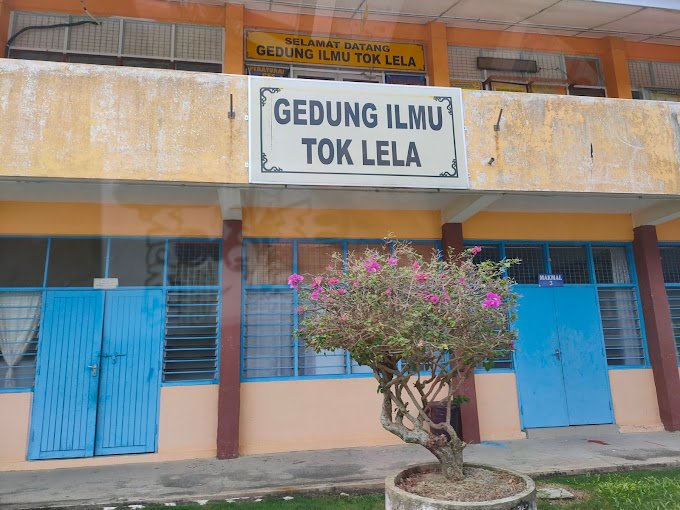 SELAMAT DATANG
GEDUNG ILMU TOK LELA
GEDUNG ILMU
TOK LELA
MAKMAL